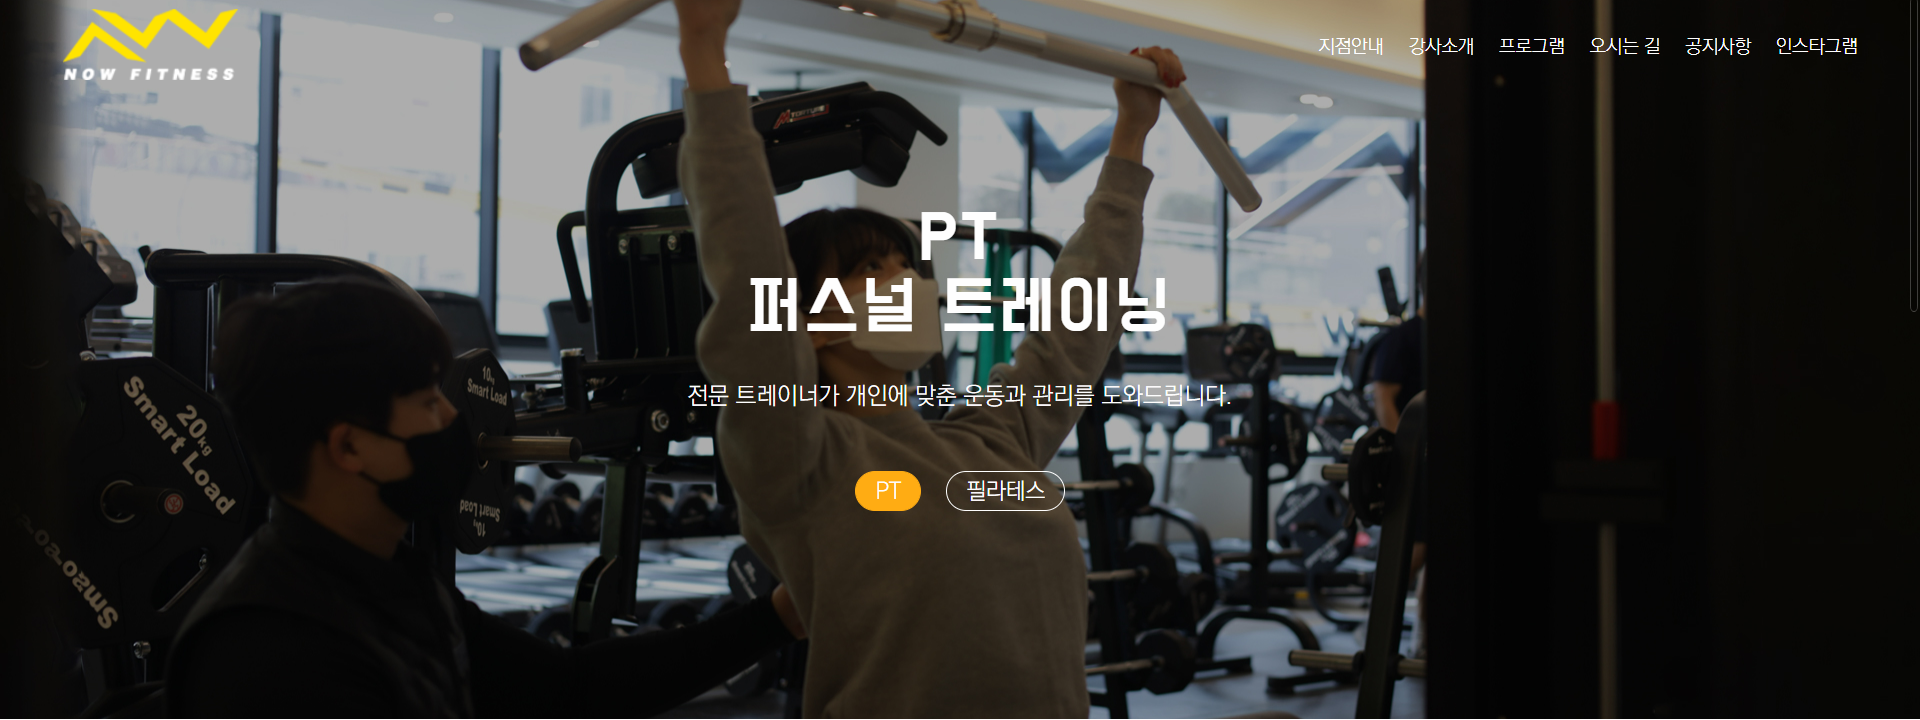 NOW FITNESS
지점안내 강사소개 프로그램 오시는 길 공지사항 인스타그램
PT
퍼스널 트레이닝
전문 트레이너가 개인에 맞춘 운동과 관리를 도와드립니다.
PT 필라테스
10kg
Smart Load
20kg
Smart Load
Smart Load
10kg
Smart Load